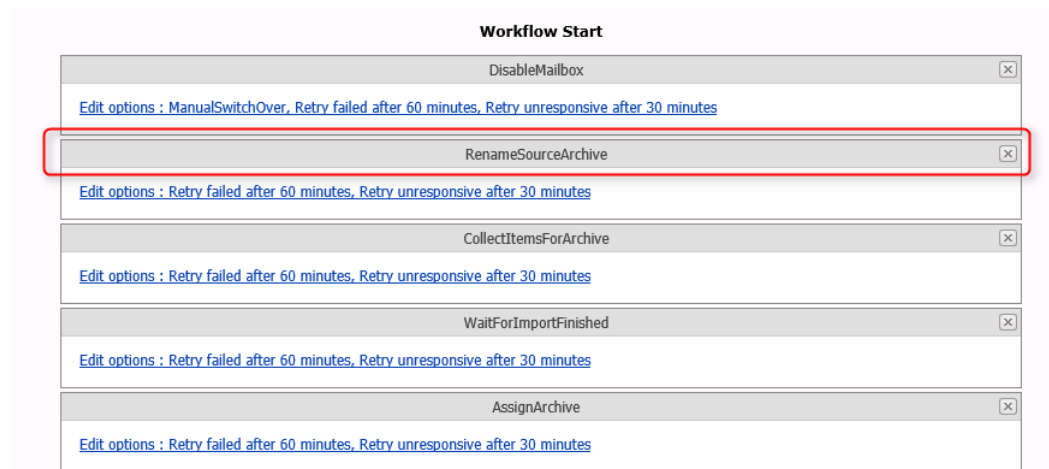 Workflow Start
DisableMailbox
Edit options : ManualSwitchOver, Retry failed after 60 minutes, Retry unresponsive after 30 minutes
RenameSourceArchive
Edit options : Retry failed after 60 minutes, Retry unresponsive after 30 minutes
CollectItemsForArchive
Edit options : Retry failed after 60 minutes, Retry unresponsive after 30 minutes
WaitForImportFinished
Edit options : Retry failed after 60 minutes, Retry unresponsive after 30 minutes
AssignArchive
Edit options : Retry failed after 60 minutes, Retry unresponsive after 30 minutes